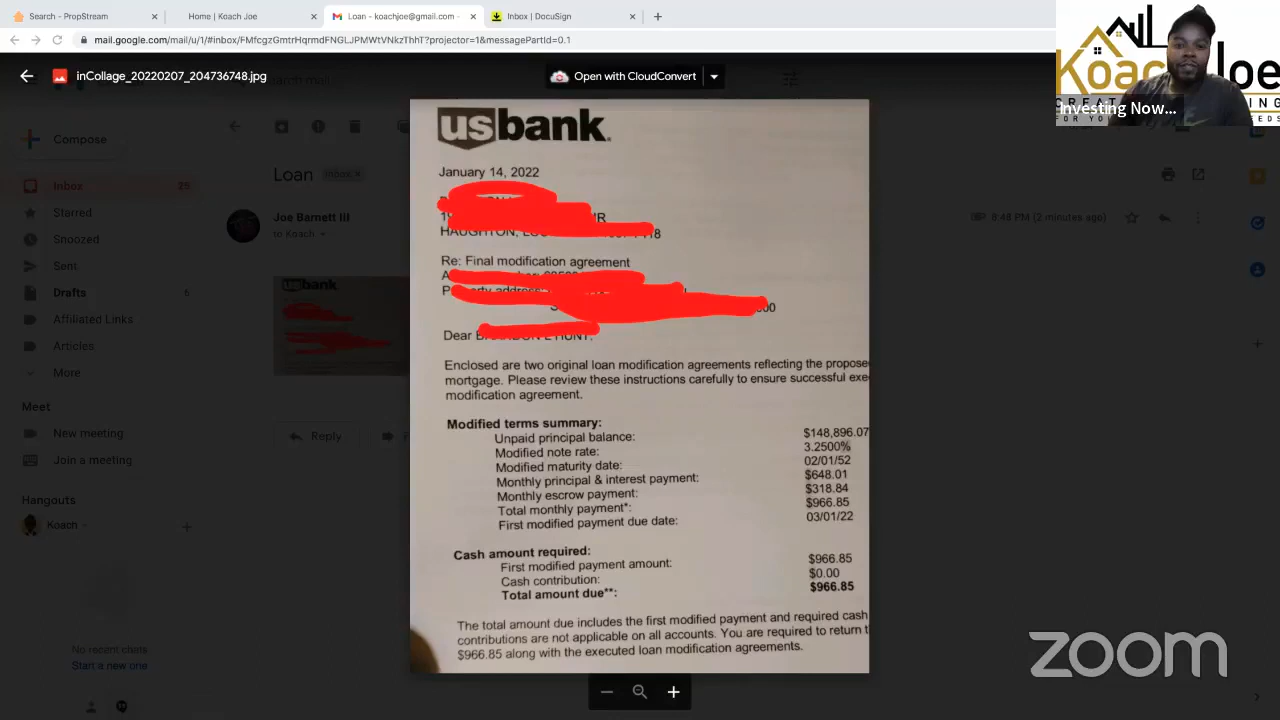 Search - PropStream
Home | Koach Joe
Loan - koachjoe@gmail.com -
Inbox | DocuSign
mail.google.com/mail/u/1/#inbox/FMfcgzGmtrHqrmdFNGLJPMWtVNkzThhT?projector=1&messagePartId=0.1
inCollage_20220207_204736748.jpg
Open with CloudConvert
Koach Joe
Investing Now...
Compose
Inbox 25
Starred
Snoozed
Sent
Drafts 6
Affiliated Links
Articles
More
Meet
New meeting
Join a meeting
Hangouts
Koach
No recent chats
Start a new one
Loan Inbox x
Joe Barnett III
to Koach
8:48 PM (2 minutes ago)
Reply
usbank
January 14, 2022
HAUGHTON,
Re: Final modification agreement
address:
Dear
Enclosed are two original loan modification agreements reflecting the propose
mortgage. Please review these instructions carefully to ensure successful exe
modification agreement.
Modified terms summary:
Unpaid principal balance: $148,896.07
Modified note rate: 3.2500%
Modified maturity date: 02/01/52
Monthly principal & interest payment: $648.01
Monthly escrow payment: $318.84
Total monthly payment*: $966.85
First modified payment due date: 03/01/22
Cash amount required:
First modified payment amount: $966.85
Cash contribution: $0.00
Total amount due**: $966.85
The total amount due includes the first modified payment and required cash
contributions are not applicable on all accounts. You are required to return t
$966.85 along with the executed loan modification agreements.
zoom